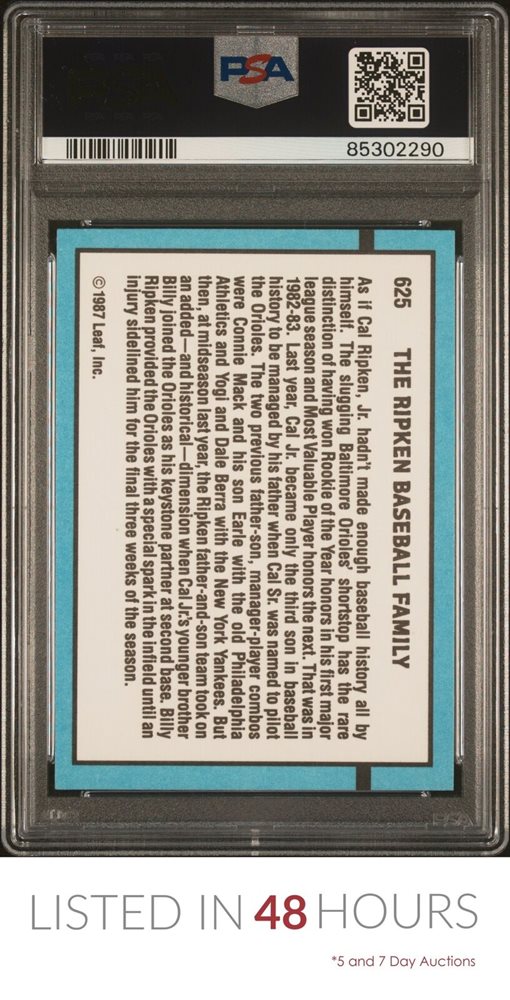 PSA
85302290
625 THE RIPKEN BASEBALL FAMILY
As if Cal Ripken, Jr. hadn't made enough baseball history all by
himself. The slugging Baltimore Orioles' shortstop has the rare
distinction of having won Rookie of the Year honors in his first major
league season and Most Valuable Player honors the next. That was in
1982-83. Last year, Cal Jr. became only the third son in baseball
history to be managed by his father when Cal Sr. was named to pilot
the Orioles. The two previous father-son, manager-player combos
were Connie Mack and his son Earle with the old Philadelphia
Athletics and Yogi and Dale Berra with the New York Yankees. But
then, at midseason last year, the Ripken father-and-son team took on
an added—and historical—dimension when Cal Jr's younger brother
Billy joined the Orioles as his keystone partner at second base. Billy
Ripken provided the Orioles with a special spark in the infield until an
injury sidelined him for the final three weeks of the season.
© 1987 Leaf, Inc.
PSA
LISTED IN 48 HOURS
*5 and 7 Day Auctions